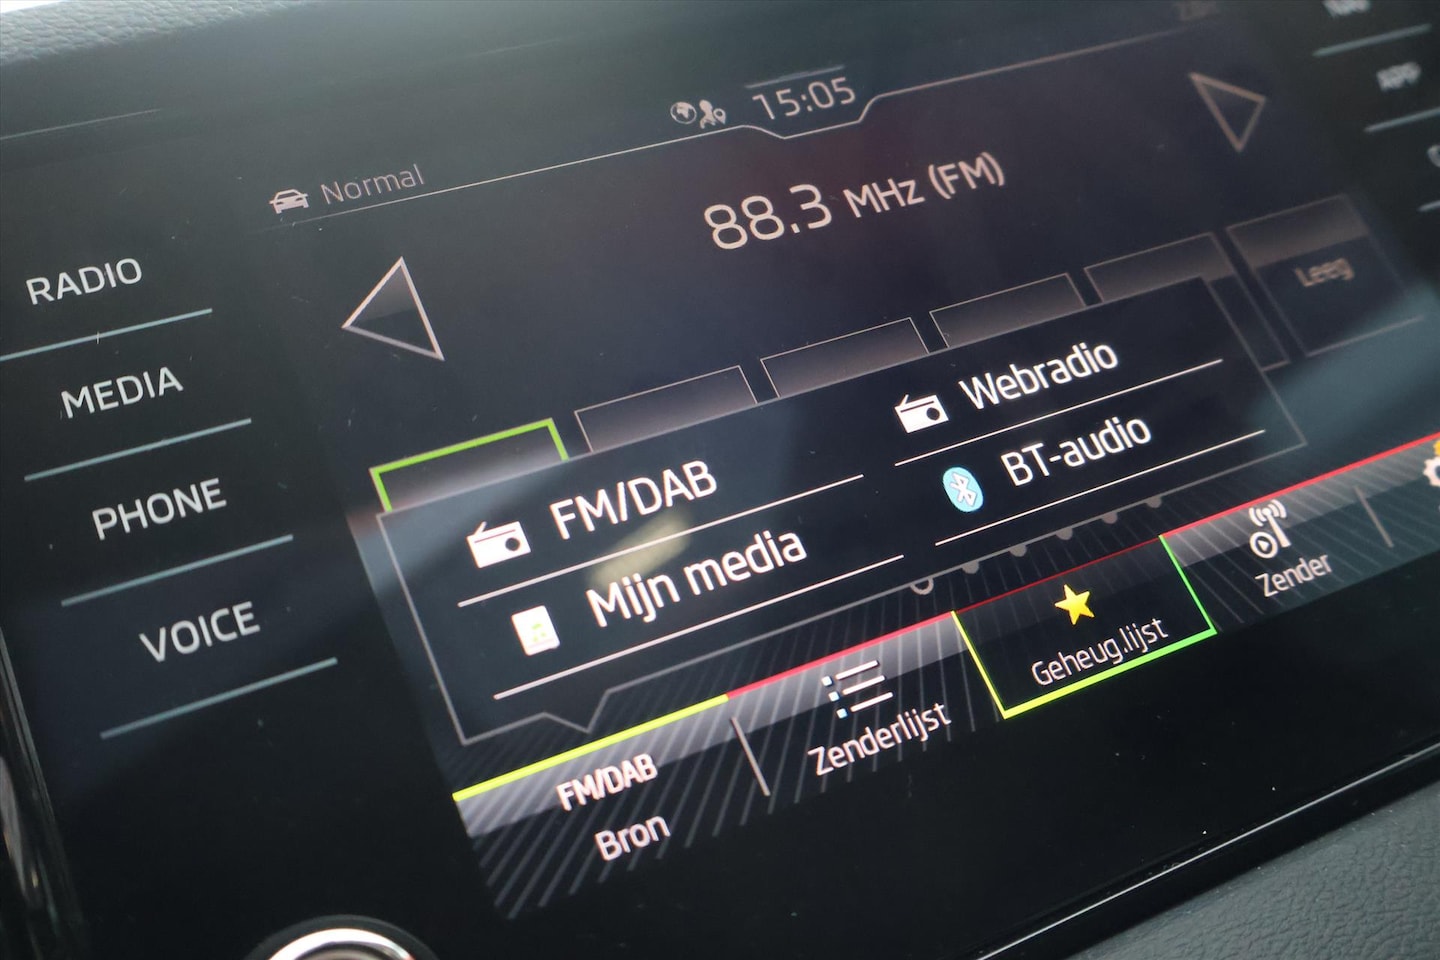 15:05
Normal
88.3 MHz (FM)
RADIO
MEDIA
PHONE
VOICE
APP
Leeg
FM/DAB
Webradio
Mijn media
BT-audio
FM/DAB
Bron
Zenderlijst
Geheug.lijst
Zender